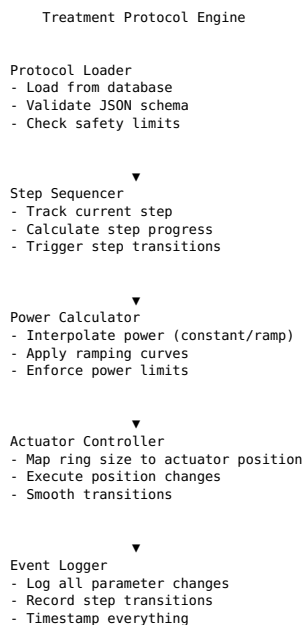 Treatment Protocol Engine
Protocol Loader
- Load from database
- Validate JSON schema
- Check safety limits
▼
Step Sequencer
- Track current step
- Calculate step progress
- Trigger step transitions
▼
Power Calculator
- Interpolate power (constant/ramp)
- Apply ramping curves
- Enforce power limits
▼
Actuator Controller
- Map ring size to actuator position
- Execute position changes
- Smooth transitions
▼
Event Logger
- Log all parameter changes
- Record step transitions
- Timestamp everything